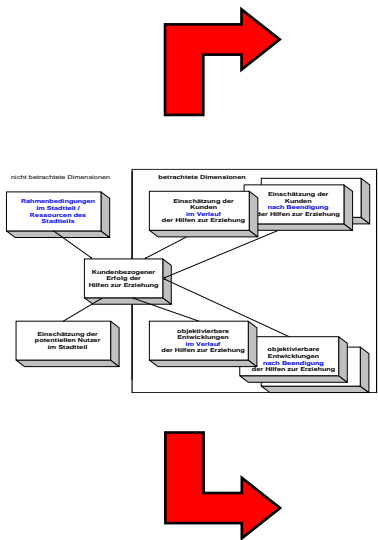 nicht betrachtete Dimensionen
betrachtete Dimensionen
Rahmenbedingungen
im Stadtteil /
Ressourcen des
Stadtteils
Einschätzung der
Kunden
im Verlauf
der Hilfen zur Erziehung
Einschätzung der
Kunden
nach Beendigung
der Hilfen zur Erziehung
Kundenbezogener
Erfolg der
Hilfen zur Erziehung
Einschätzung der
potentiellen Nutzer
im Stadtteil
objektivierbare
Entwicklungen
im Verlauf
der Hilfen zur Erziehung
objektivierbare
Entwicklungen
nach Beendigung
der Hilfen zur Erziehung